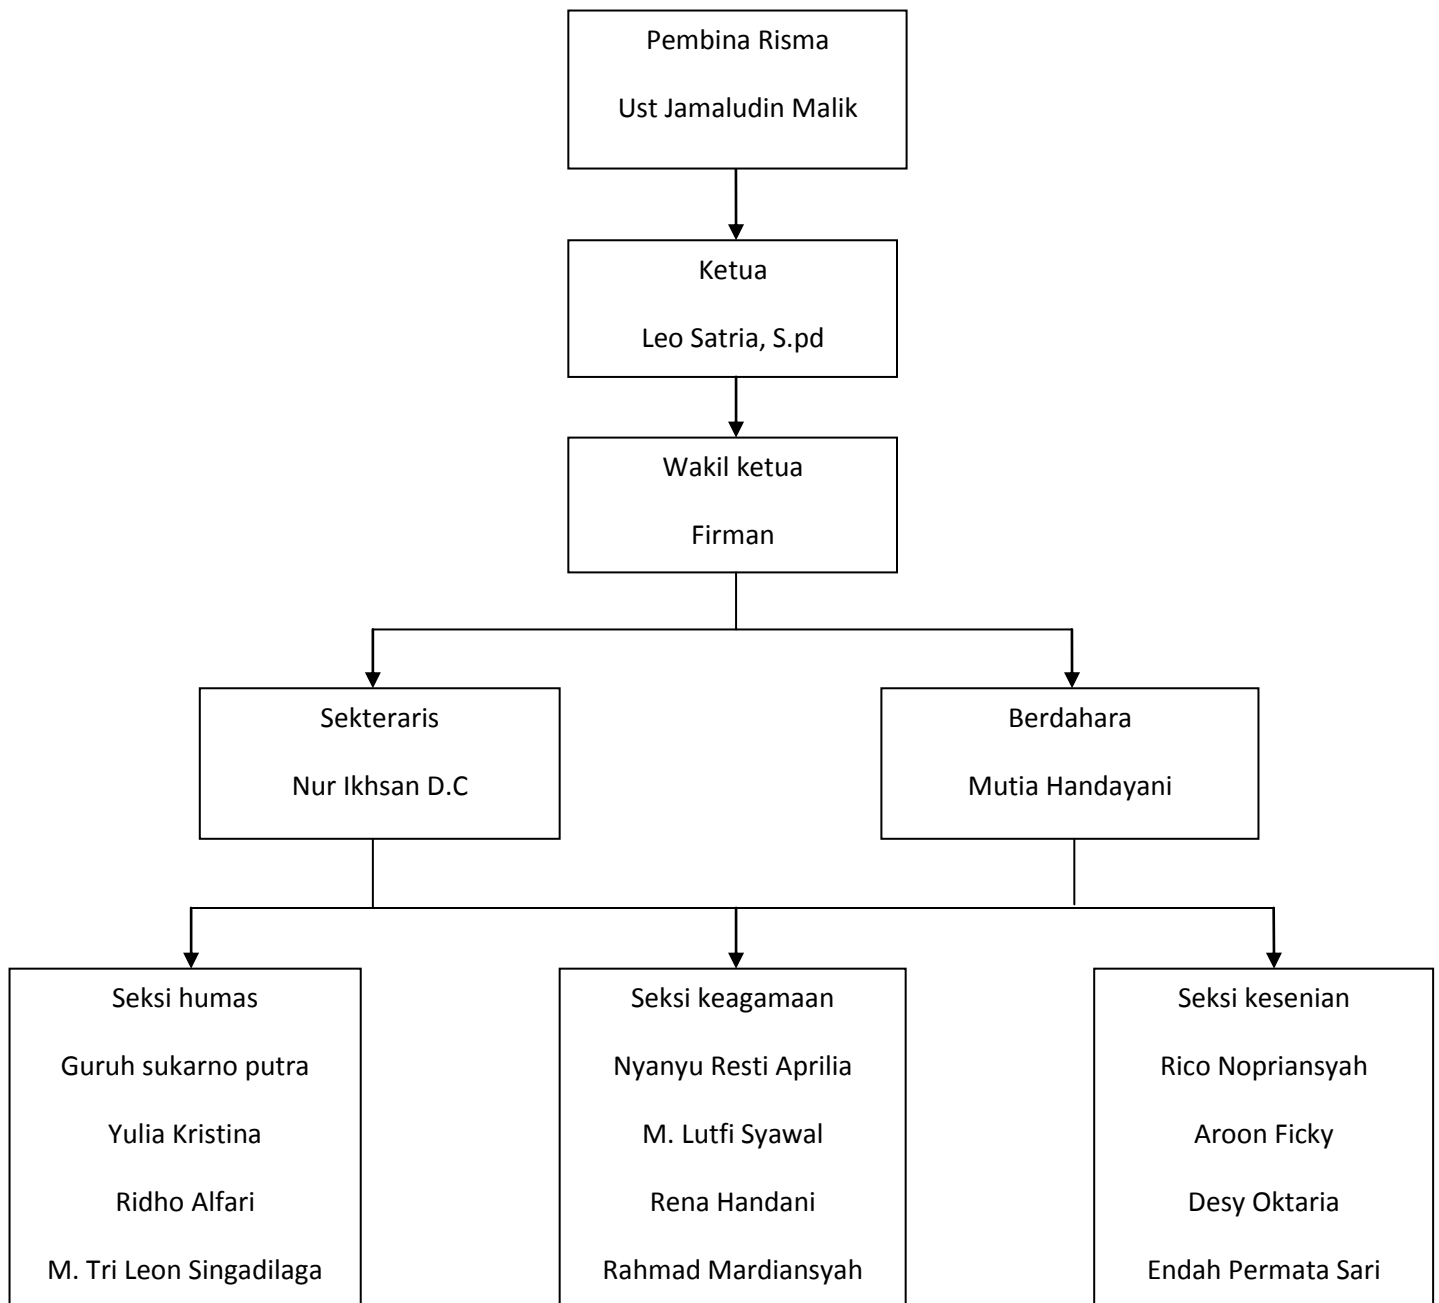 Pembina Risma
Ust Jamaludin Malik
Ketua
Leo Satria, S.pd
Wakil ketua
Firman
Sekteraris
Nur Ikhsan D.C
Berdahara
Mutia Handayani
Seksi humas
Guruh sukarno putra
Yulia Kristina
Ridho Alfari
M. Tri Leon Singadilaga
Seksi keagamaan
Nyanyu Resti Aprilia
M. Lutfi Syawal
Rena Handani
Rahmad Mardiansyah
Seksi kesenian
Rico Nopriansyah
Aroon Ficky
Desy Oktaria
Endah Permata Sari